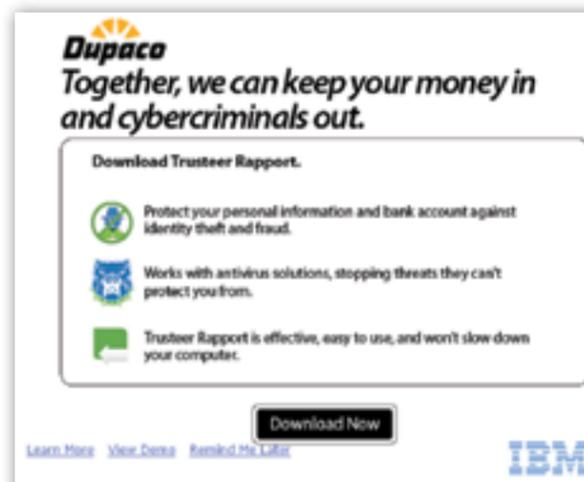 Dupaco
Together, we can keep your money in
and cybercriminals out.
Download Trusteer Rapport.
Protect your personal information and bank account against
identity theft and fraud.
Works with antivirus solutions, stopping threats they can't
protect you from.
Trusteer Rapport is effective, easy to use, and won't slow down
your computer.
Download Now
Learn More View Demo Remind Me Later
IBM